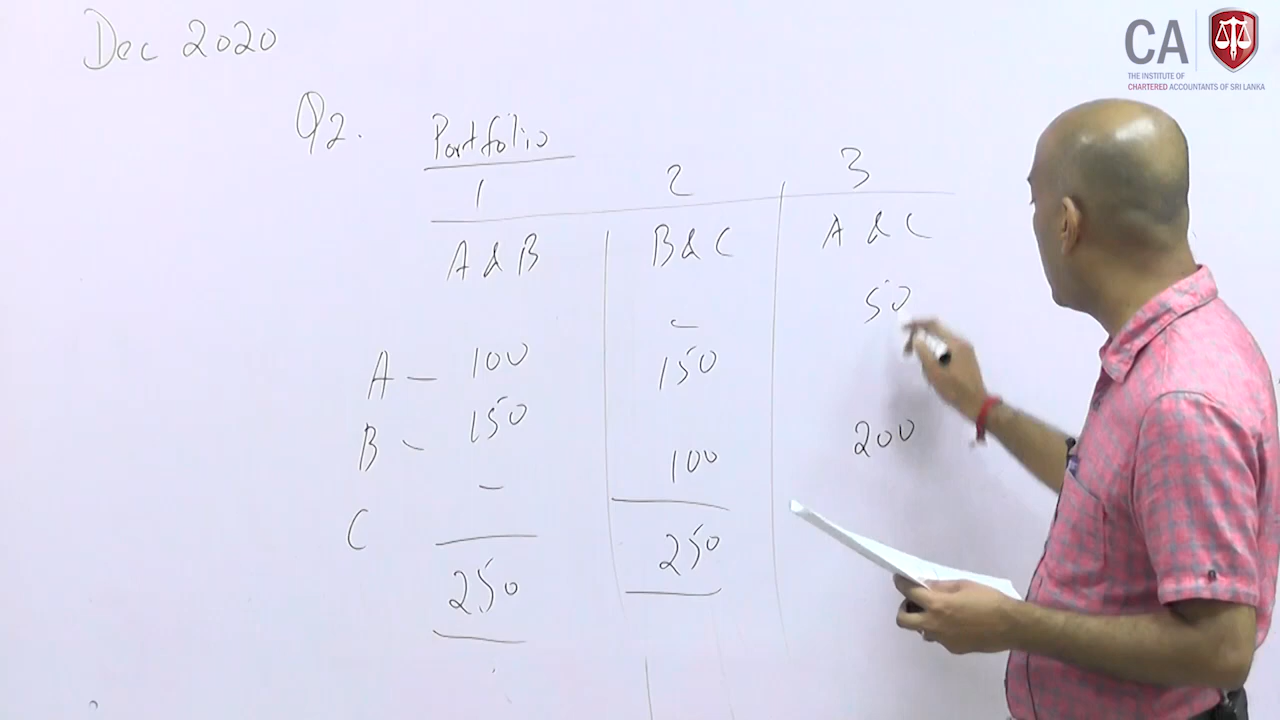 Dec 2020
CA
THE INSTITUTE OF
CHARTERED ACCOUNTANTS OF SRI LANKA
Q2. Portfolio
1 2 3
A & B B & C A & C
– 50
A – 100 150
B – 150 200
– 100
C
250 250